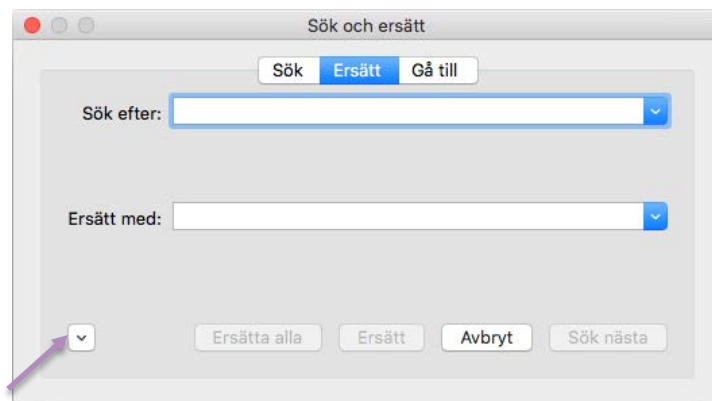 Sök och ersätt
Sök Ersätt Gå till
Sök efter:
Ersätt med:
Ersätta alla Ersätt Avbryt Sök nästa